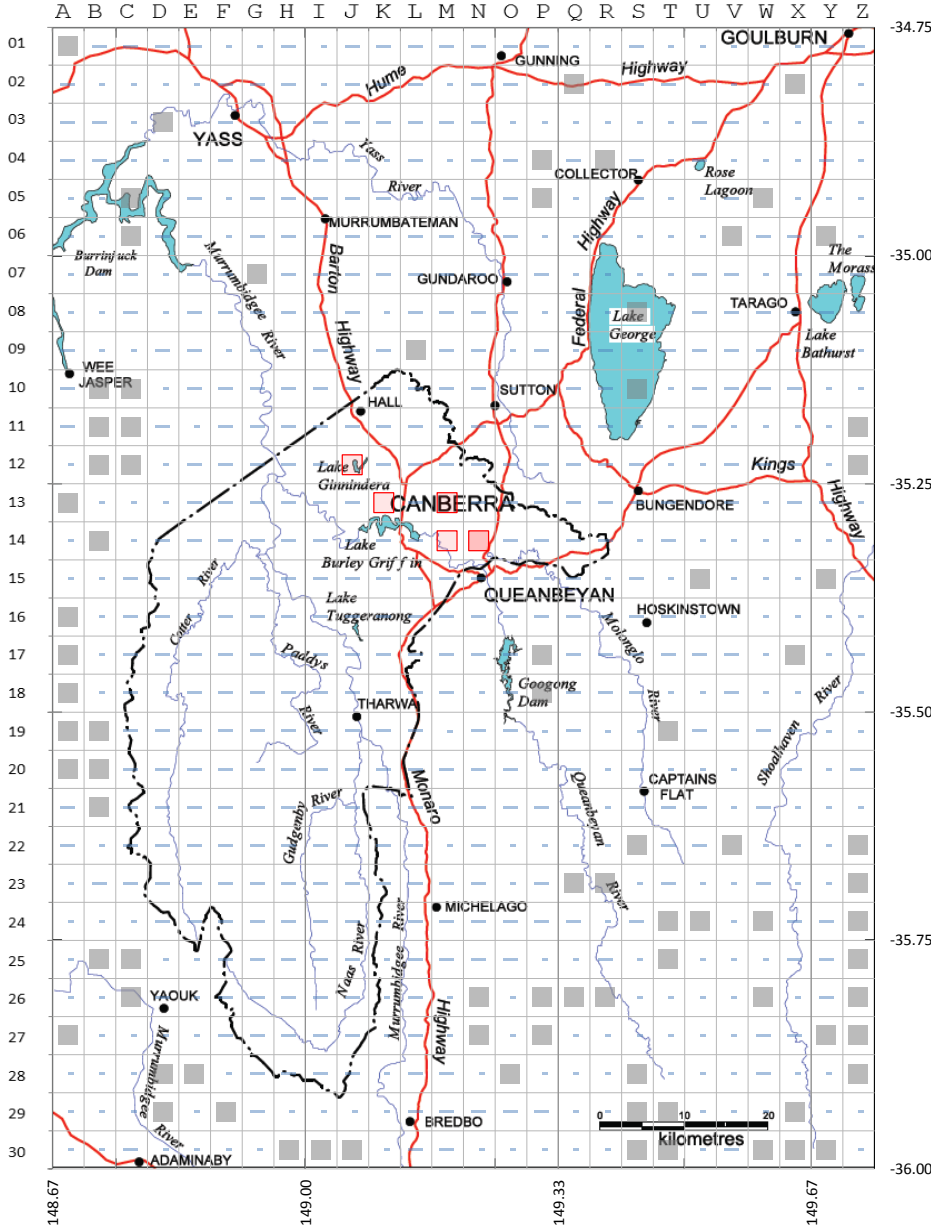 A B C D E F G H I J K L M N O P Q R S T U V W X Y Z
01
02
03
04
05
06
07
08
09
10
11
12
13
14
15
16
17
18
19
20
21
22
23
24
25
26
27
28
29
30
-34.75
-35.00
-35.25
-35.50
-35.75
-36.00
148.67
149.00
149.33
149.67
GOULBURN
GUNNING
Hume
Highway
YASS
Yass
River
COLLECTOR
Rose
Lagoon
MURRUMBATEMAN
Burrinjuck
Dam
Murrumbidgee
River
Barton
Highway
GUNDAROO
Federal
Highway
The
Morass
TARAGO
Lake
George
Lake
Bathurst
WEE
JASPER
HALL
SUTTON
Lake
Ginnindera
CANBERRA
Kings
Highway
BUNGENDORE
Lake
Burley Griffin
QUEANBEYAN
Cotter
River
Lake
Tuggeranong
HOSKINSTOWN
Molonglo
River
Paddys
River
Googong
Dam
THARWA
Shoalhaven
River
Monaro
Highway
CAPTAINS
FLAT
Gudgenby
River
Queanbeyan
River
MICHELAGO
Naas
River
Murrumbidgee
River
YAOUK
Murrumbidgee
River
BREDBO
ADAMINABY
0 10 20
kilometres